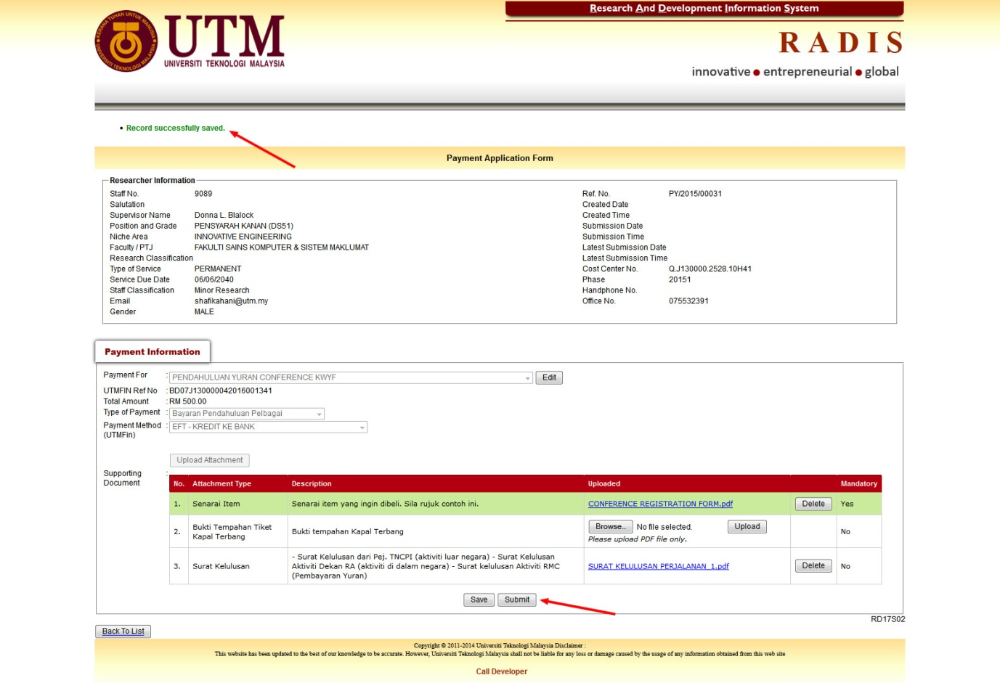 Research And Development Information System
UTM
UNIVERSITI TEKNOLOGI MALAYSIA
RADIS
innovative ● entrepreneurial ● global
• Record successfully saved.
Payment Application Form
Researcher Information
Staff No. 9089
Ref. No. PY/2015/00031
Salutation
Created Date
Supervisor Name Donna L. Blalock
Created Time
Position and Grade PENSYARAH KANAN (DS51)
Submission Date
Niche Area INNOVATIVE ENGINEERING
Submission Time
Faculty / PTJ FAKULTI SAINS KOMPUTER & SISTEM MAKLUMAT
Latest Submission Date
Research Classification
Latest Submission Time
Type of Service PERMANENT
Cost Center No. Q.J130000.2528.10H41
Service Due Date 06/06/2040
Phase 20151
Staff Classification Minor Research
Handphone No.
Email shafikahani@utm.my
Office No. 075532391
Gender MALE
Payment Information
Payment For : PENDAHULUAN YURAN CONFERENCE KWYF Edit
UTMFIN Ref No : BD07J130000042016001341
Total Amount : RM 500.00
Type of Payment : Bayaran Pendahuluan Pelbagai
Payment Method : EFT - KREDIT KE BANK
(UTMFin)
Upload Attachment
Supporting :
Document
No. Attachment Type Description Uploaded Mandatory
1. Senarai Item Senarai item yang ingin dibeli. Sila rujuk contoh ini. CONFERENCE REGISTRATION FORM.pdf Delete Yes
2. Bukti Tempahan Tiket
Kapal Terbang
Bukti tempahan Kapal Terbang
Browse.. No file selected. Upload
Please upload PDF file only.
No
3. Surat Kelulusan
- Surat Kelulusan dari Pej. TNCPI (aktiviti luar negara) - Surat Kelulusan
Aktiviti Dekan RA (aktiviti di dalam negara) - Surat kelulusan Aktiviti RMC
(Pembayaran Yuran)
SURAT KELULUSAN PERJALANAN_1.pdf Delete No
Save Submit
RD17S02
Back To List
Copyright © 2011-2014 Universiti Teknologi Malaysia Disclaimer :
This website has been updated to the best of our knowledge to be accurate. However, Universiti Teknologi Malaysia shall not be liable for any loss or damage caused by the usage of any information obtained from this web site
Call Developer